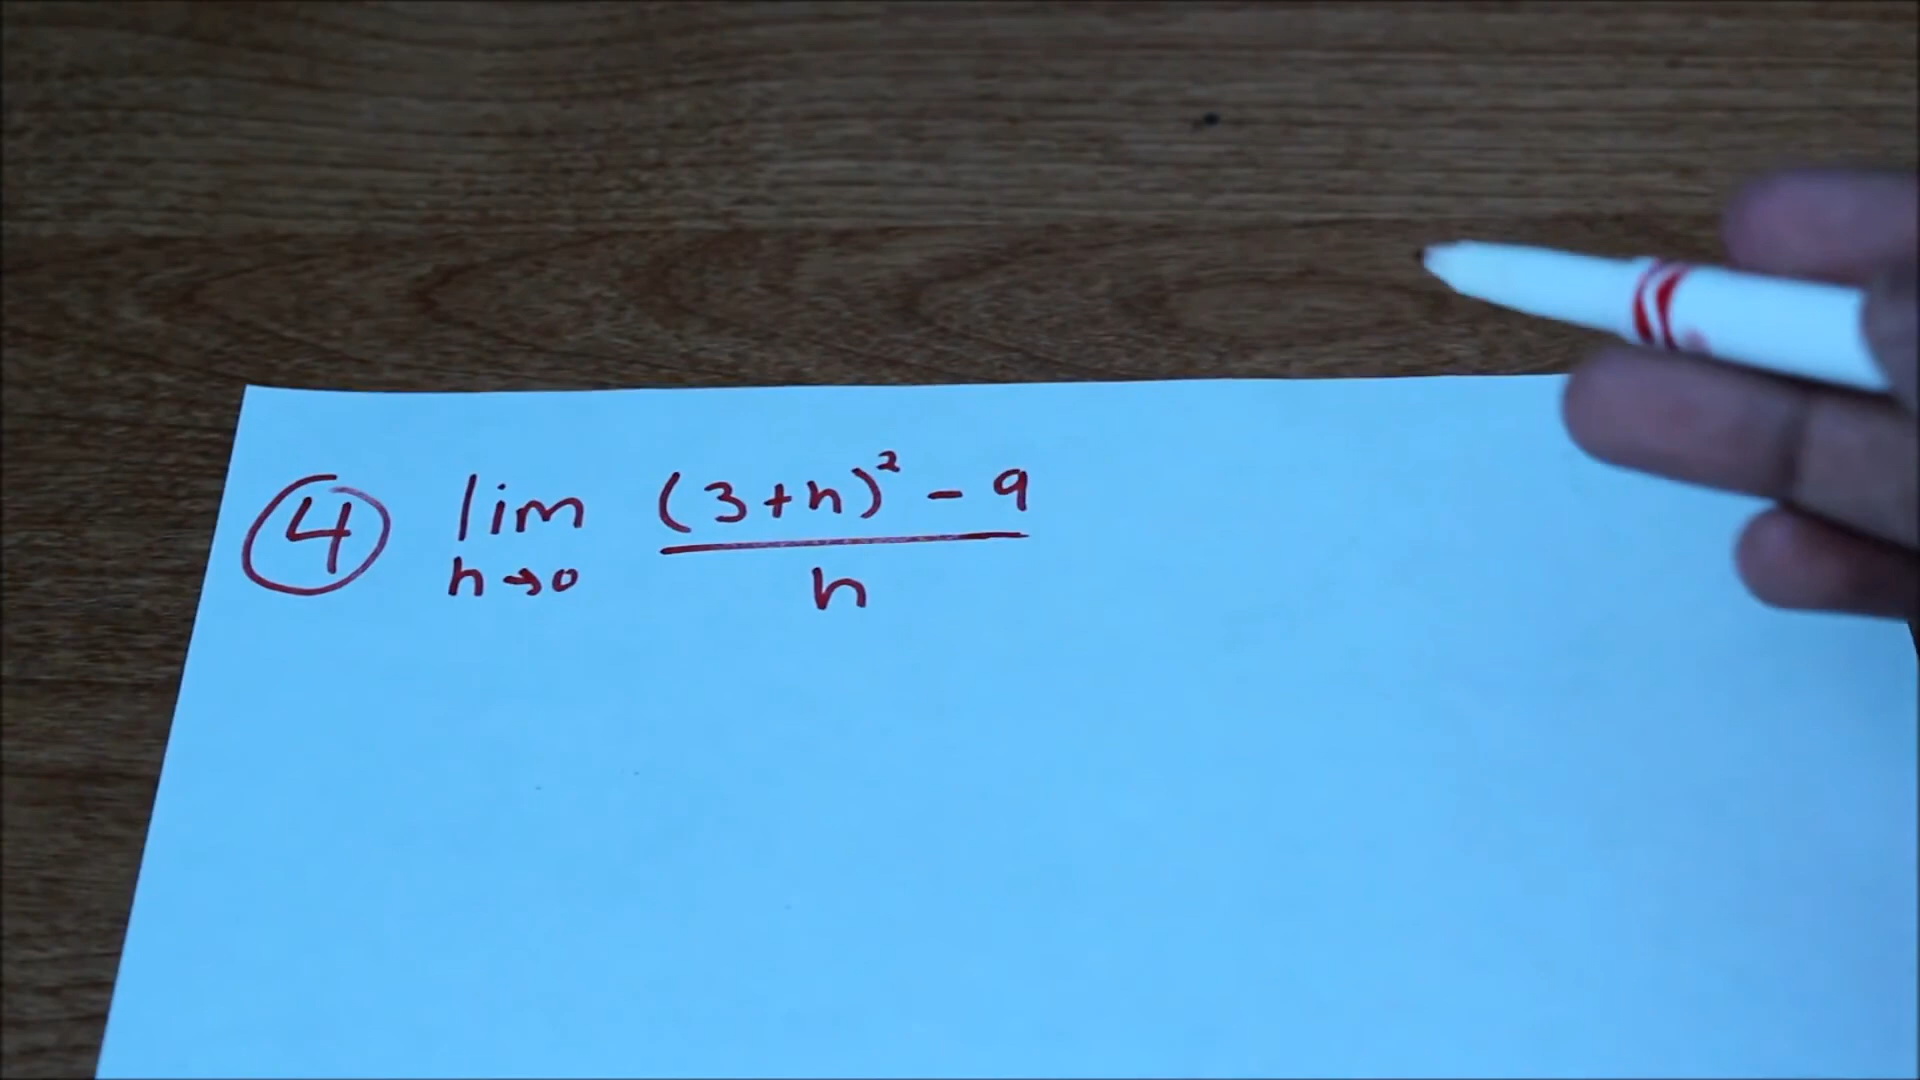 ④ lim h→0 ((3+h)² - 9) / h